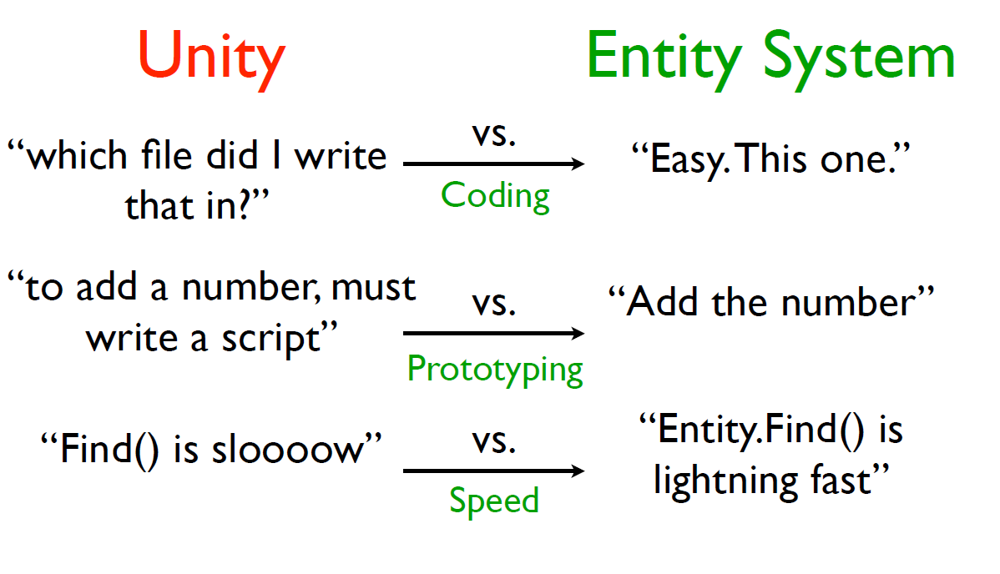 Unity
Entity System
“which file did I write
that in?”
vs.
Coding
“Easy. This one.”
“to add a number, must
write a script”
vs.
Prototyping
“Add the number”
“Find() is sloooow”
vs.
Speed
“Entity.Find() is
lightning fast”